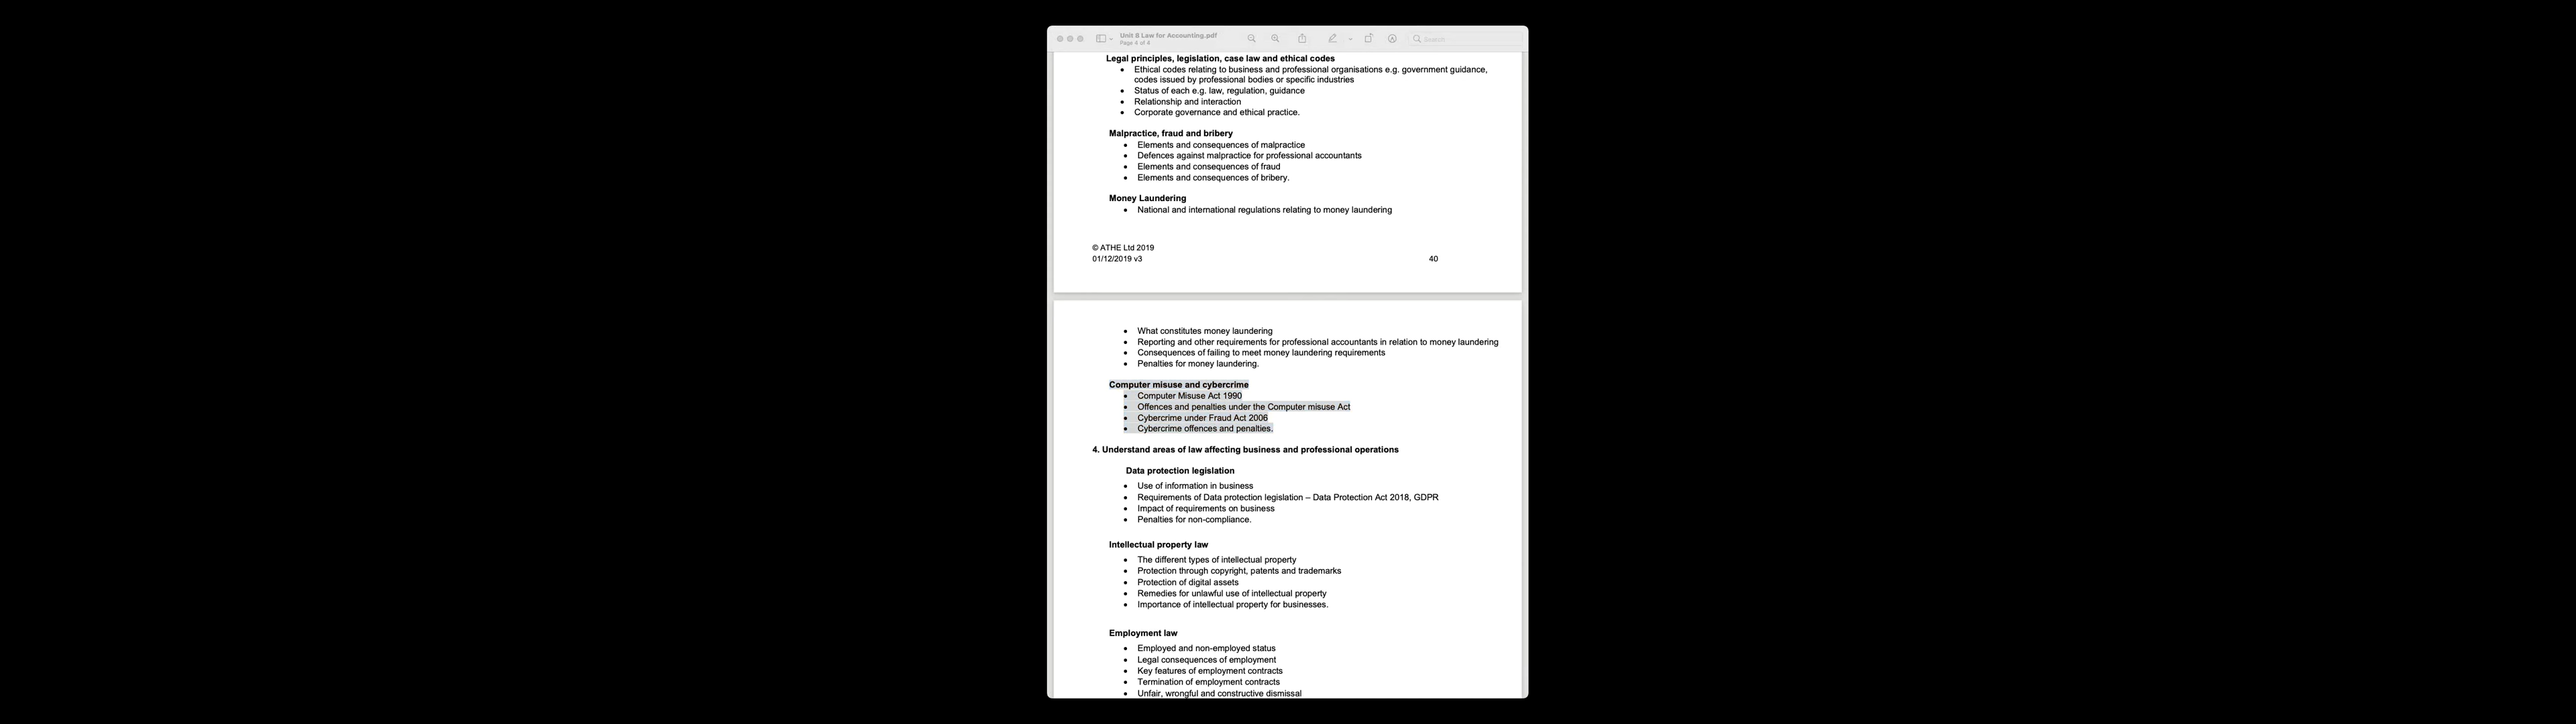 Unit 8 Law for Accounting.pdf
Page 4 of 4
Search
Legal principles, legislation, case law and ethical codes
• Ethical codes relating to business and professional organisations e.g. government guidance,
codes issued by professional bodies or specific industries
• Status of each e.g. law, regulation, guidance
• Relationship and interaction
• Corporate governance and ethical practice.
Malpractice, fraud and bribery
• Elements and consequences of malpractice
• Defences against malpractice for professional accountants
• Elements and consequences of fraud
• Elements and consequences of bribery.
Money Laundering
• National and international regulations relating to money laundering
© ATHE Ltd 2019
01/12/2019 v3 40
• What constitutes money laundering
• Reporting and other requirements for professional accountants in relation to money laundering
• Consequences of failing to meet money laundering requirements
• Penalties for money laundering.
Computer misuse and cybercrime
• Computer Misuse Act 1990
• Offences and penalties under the Computer misuse Act
• Cybercrime under Fraud Act 2006
• Cybercrime offences and penalties.
4. Understand areas of law affecting business and professional operations
Data protection legislation
• Use of information in business
• Requirements of Data protection legislation – Data Protection Act 2018, GDPR
• Impact of requirements on business
• Penalties for non-compliance.
Intellectual property law
• The different types of intellectual property
• Protection through copyright, patents and trademarks
• Protection of digital assets
• Remedies for unlawful use of intellectual property
• Importance of intellectual property for businesses.
Employment law
• Employed and non-employed status
• Legal consequences of employment
• Key features of employment contracts
• Termination of employment contracts
• Unfair, wrongful and constructive dismissal